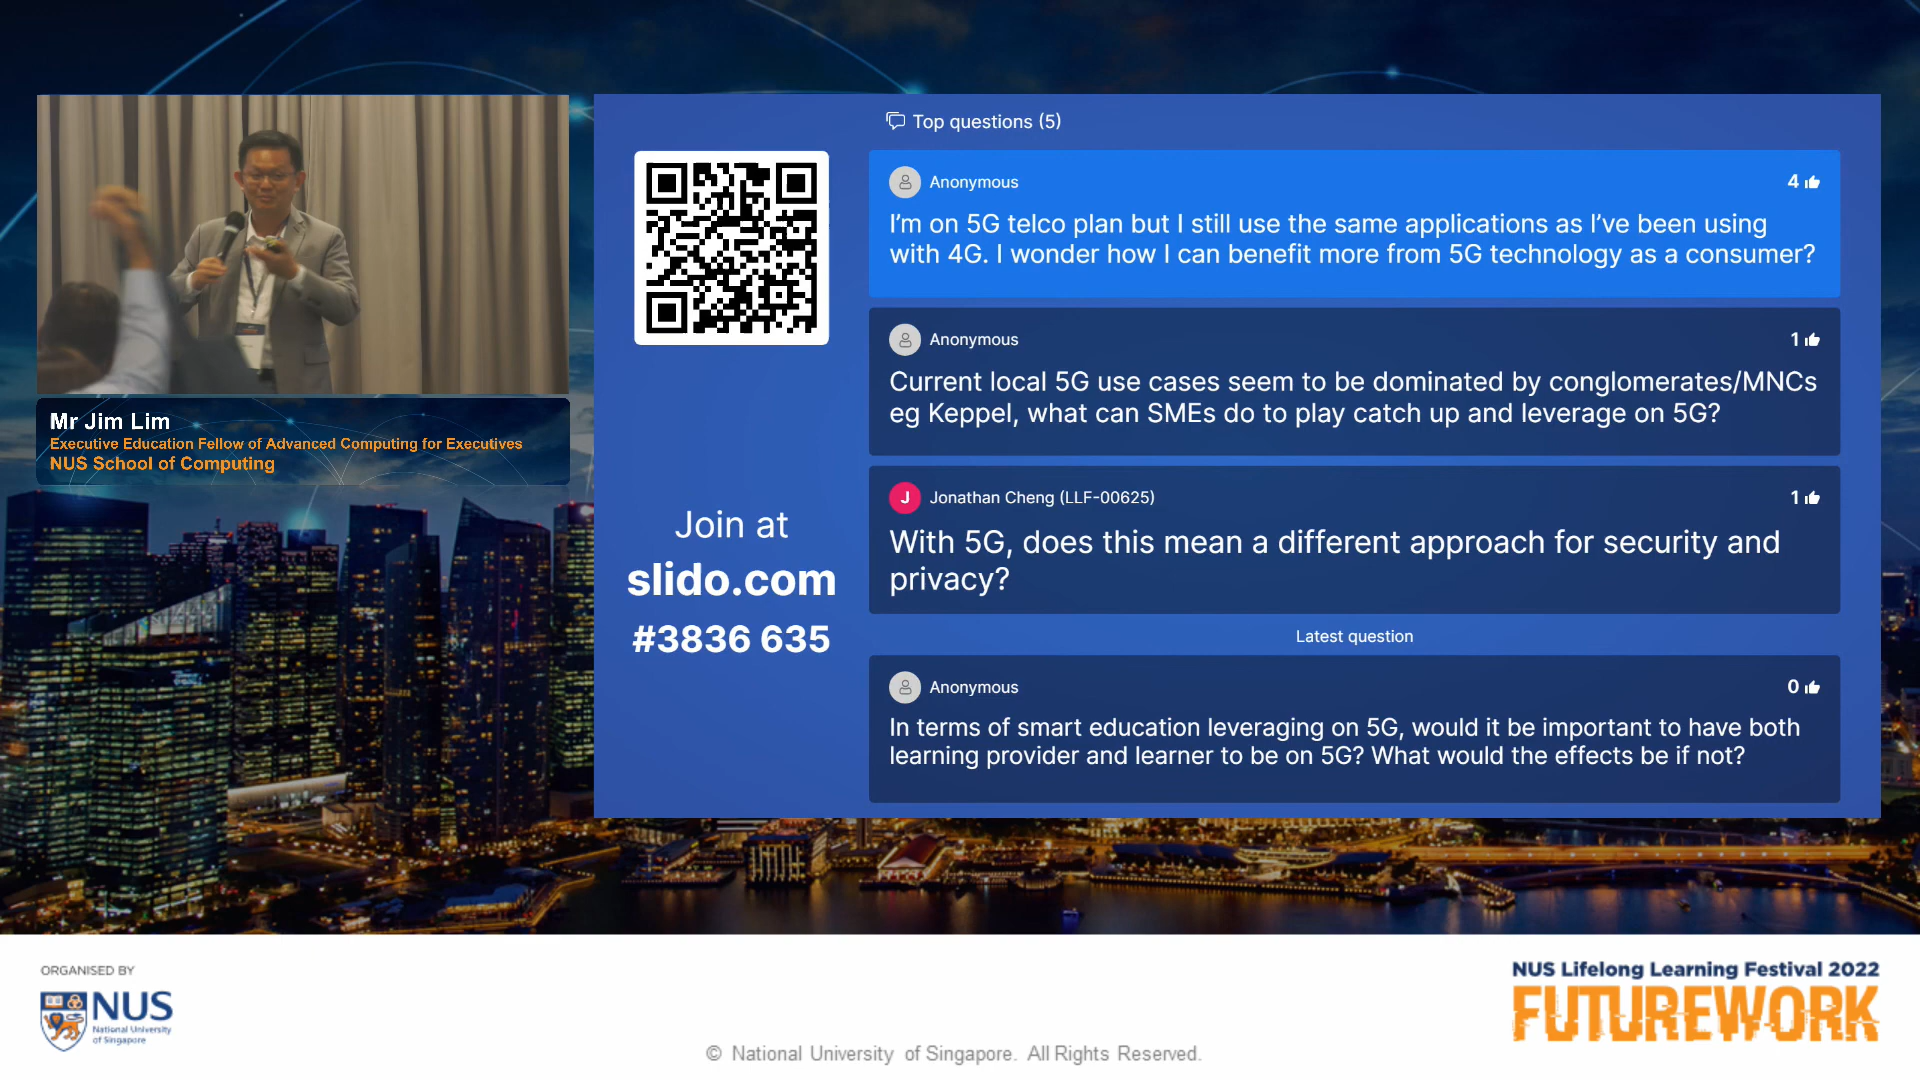 Top questions (5)
Anonymous
4
I'm on 5G telco plan but I still use the same applications as I've been using
with 4G. I wonder how I can benefit more from 5G technology as a consumer?
Anonymous
1
Current local 5G use cases seem to be dominated by conglomerates/MNCs
eg Keppel, what can SMEs do to play catch up and leverage on 5G?
J
Jonathan Cheng (LLF-00625)
1
With 5G, does this mean a different approach for security and
privacy?
Latest question
Anonymous
0
In terms of smart education leveraging on 5G, would it be important to have both
learning provider and learner to be on 5G? What would the effects be if not?
Join at
slido.com
#3836 635
Mr Jim Lim
Executive Education Fellow of Advanced Computing for Executives
NUS School of Computing
ORGANISED BY
NUS
National University
of Singapore
© National University of Singapore. All Rights Reserved.
NUS Lifelong Learning Festival 2022
FUTUREWORK